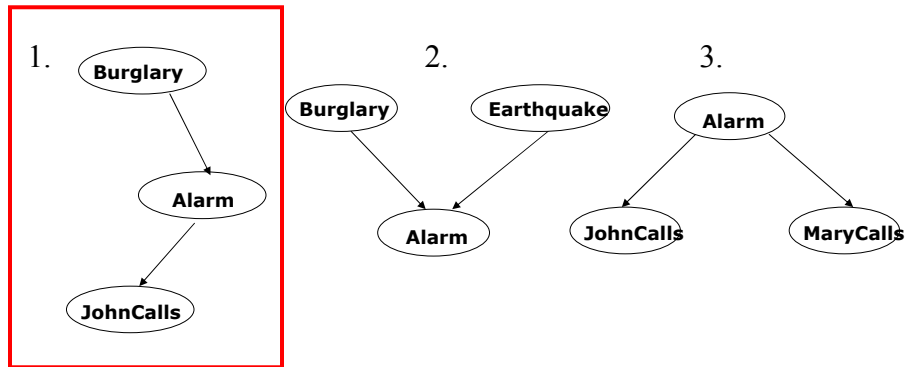 1.
Burglary
Alarm
JohnCalls
2.
Burglary
Earthquake
Alarm
3.
Alarm
JohnCalls
MaryCalls